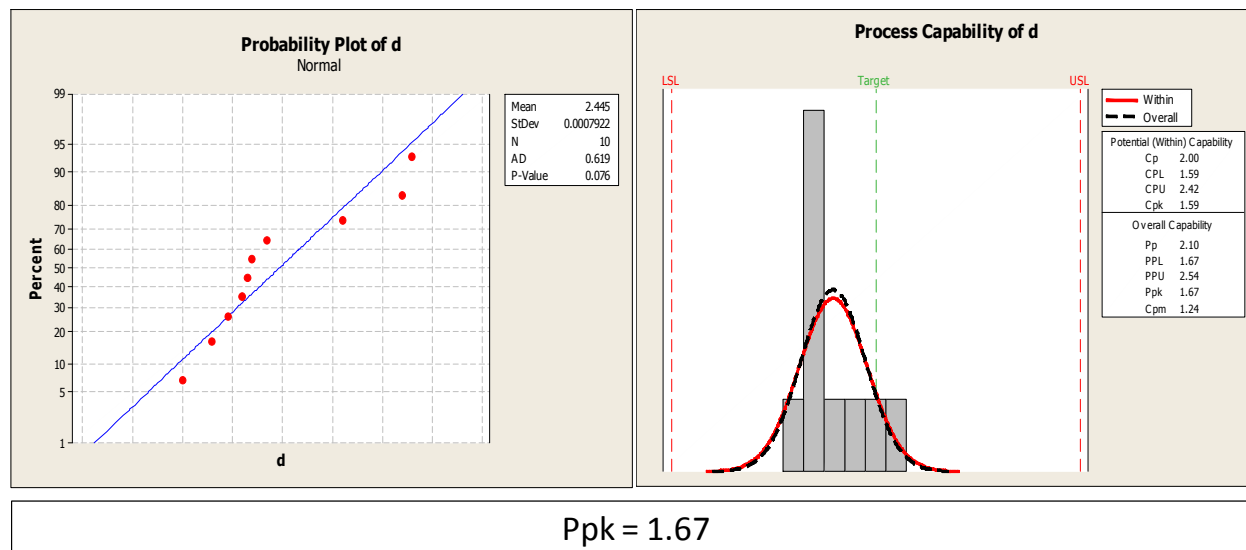 Probability Plot of d
Normal
99
95
90
80
70
60
50
40
30
20
10
5
1
Percent
d
Mean 2.445
StDev 0.0007922
N 10
AD 0.619
P-Value 0.076
Process Capability of d
LSL Target USL
Within
Overall
Potential (Within) Capability
Cp 2.00
CPL 1.59
CPU 2.42
Cpk 1.59
Overall Capability
Pp 2.10
PPL 1.67
PPU 2.54
Ppk 1.67
Cpm 1.24
Ppk = 1.67